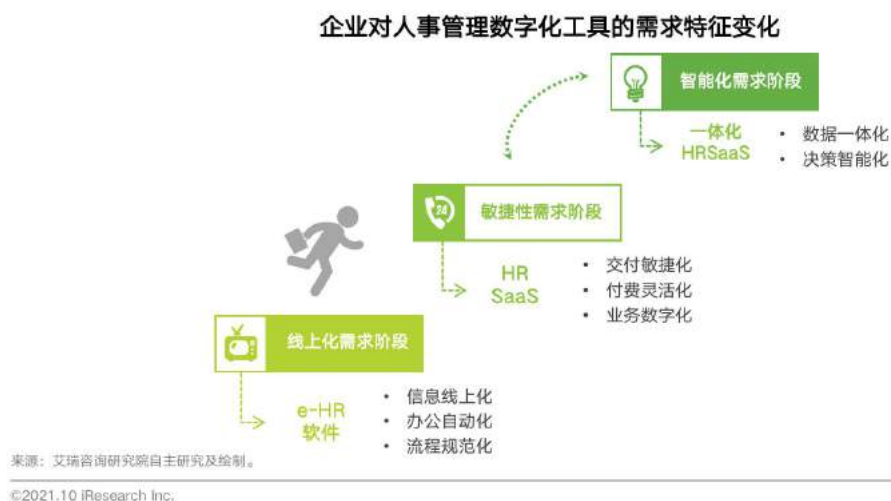 企业对人事管理数字化工具的需求特征变化
智能化需求阶段
一体化
HRSaaS
• 数据一体化
• 决策智能化
24
敏捷性需求阶段
HR
SaaS
• 交付敏捷化
• 付费灵活化
• 业务数字化
线上化需求阶段
e-HR
软件
• 信息线上化
• 办公自动化
• 流程规范化
来源：艾瑞咨询研究院自主研究及绘制。
©2021.10 iResearch Inc.